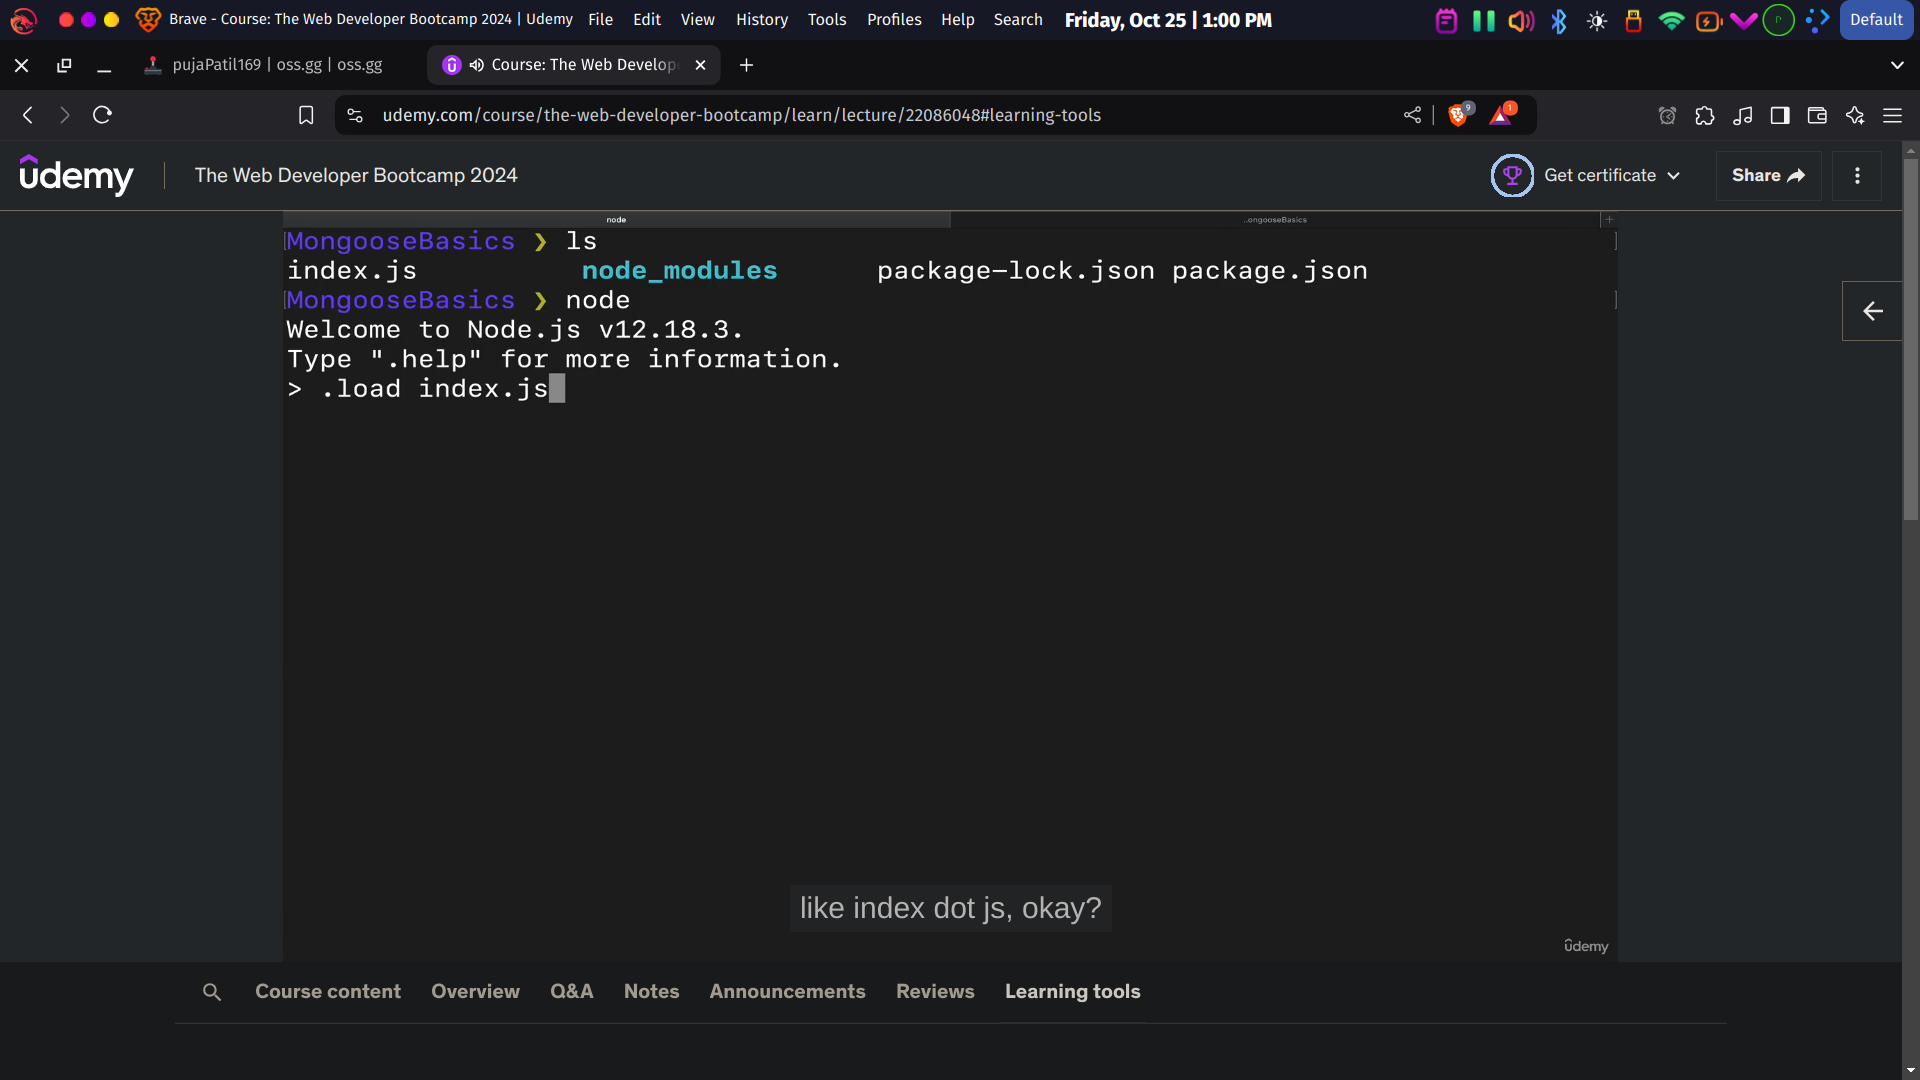 Brave - Course: The Web Developer Bootcamp 2024 | Udemy File Edit View History Tools Profiles Help Search Friday, Oct 25 | 1:00 PM Default
pujaPatil169 | oss.gg | oss.gg Course: The Web Develop
udemy.com/course/the-web-developer-bootcamp/learn/lecture/22086048#learning-tools 9 1
udemy The Web Developer Bootcamp 2024 Get certificate Share
node ...ongooseBasics
MongooseBasics ❯ ls
index.js node_modules package-lock.json package.json
MongooseBasics ❯ node
Welcome to Node.js v12.18.3.
Type ".help" for more information.
> .load index.js
like index dot js, okay?
udemy
Course content Overview Q&A Notes Announcements Reviews Learning tools